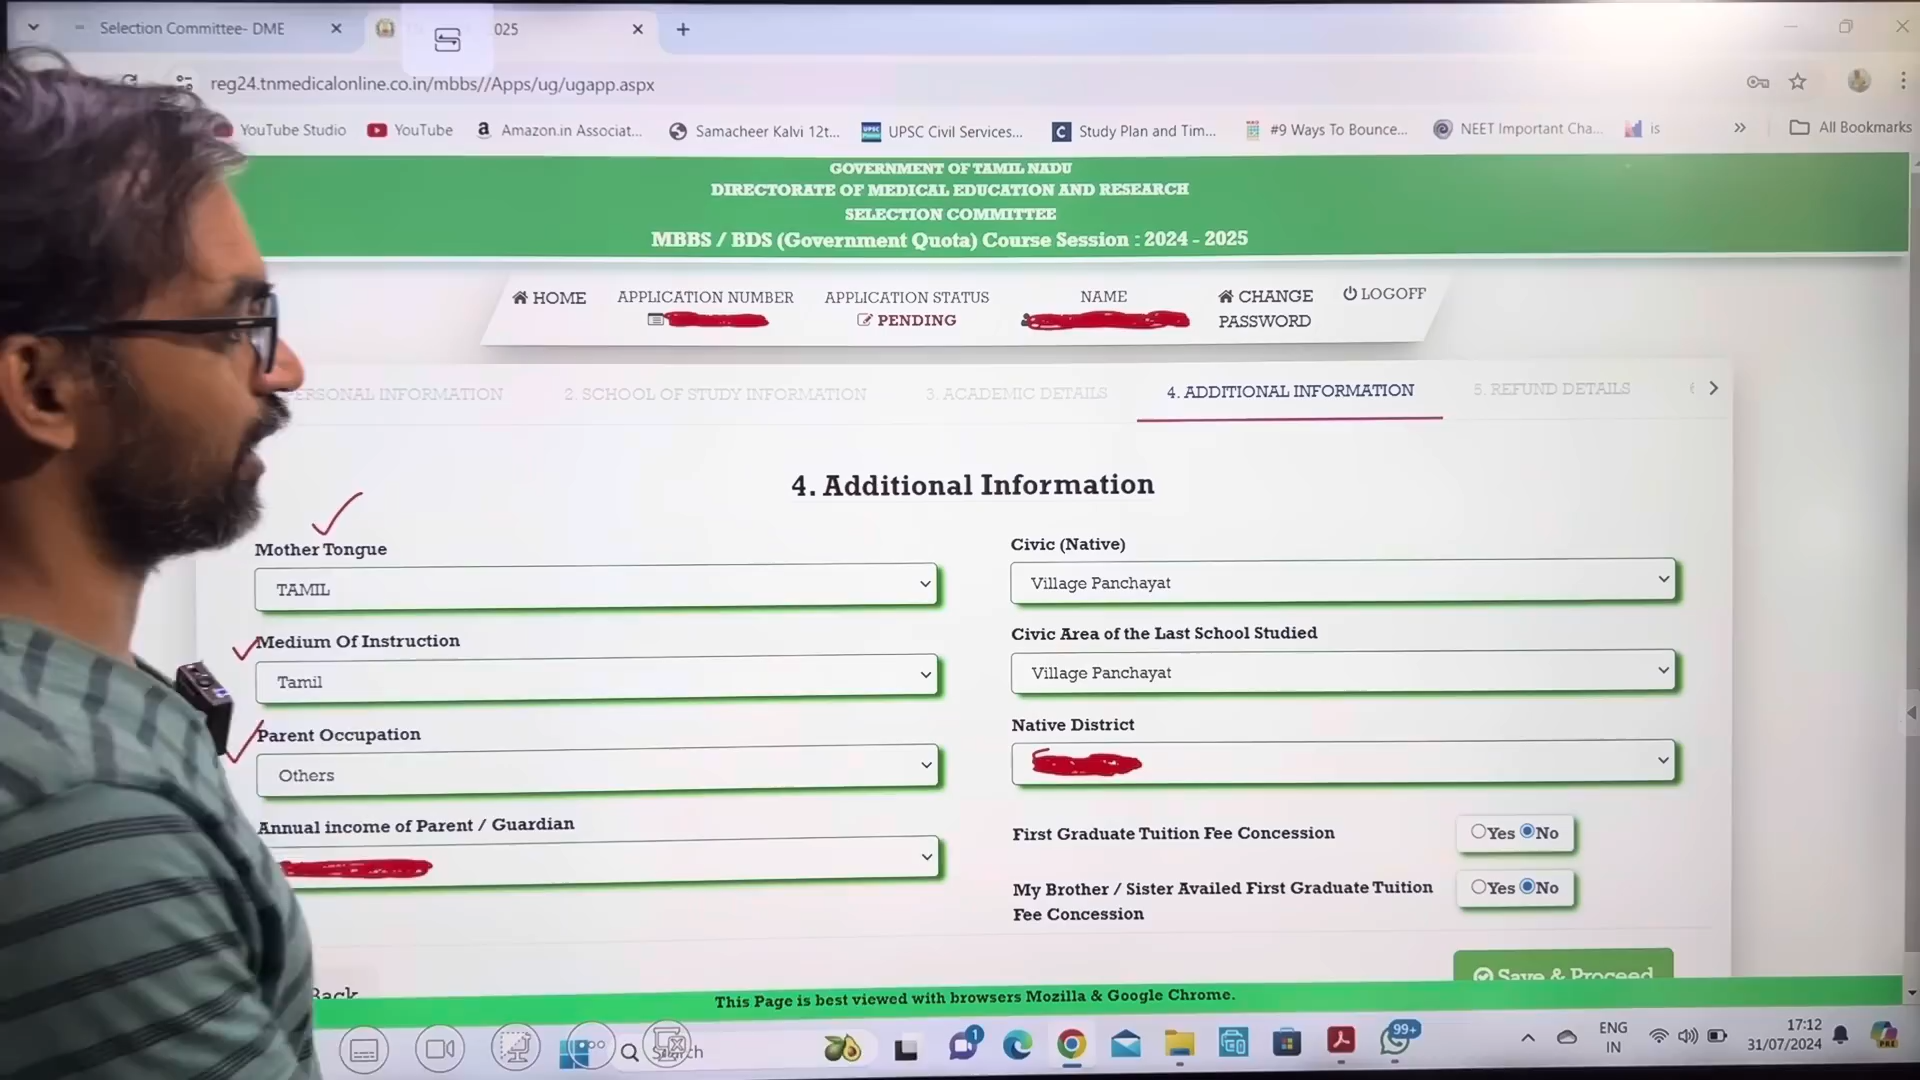 Selection Committee- DME
025
reg24.tnmedicalonline.co.in/mbbs//Apps/ug/ugapp.aspx
YouTube Studio
YouTube
Amazon.in Associat...
Samacheer Kalvi 12t...
UPSC Civil Services...
Study Plan and Tim...
#9 Ways To Bounce...
NEET Important Cha...
is
All Bookmarks
GOVERNMENT OF TAMIL NADU
DIRECTORATE OF MEDICAL EDUCATION AND RESEARCH
SELECTION COMMITTEE
MBBS / BDS (Government Quota) Course Session : 2024 - 2025
HOME
APPLICATION NUMBER
APPLICATION STATUS
PENDING
NAME
CHANGE
PASSWORD
LOGOFF
ERSONAL INFORMATION
2. SCHOOL OF STUDY INFORMATION
3. ACADEMIC DETAILS
4. ADDITIONAL INFORMATION
5. REFUND DETAILS
4. Additional Information
Mother Tongue
TAMIL
Medium Of Instruction
Tamil
Parent Occupation
Others
Annual income of Parent / Guardian
Civic (Native)
Village Panchayat
Civic Area of the Last School Studied
Village Panchayat
Native District
First Graduate Tuition Fee Concession
Yes No
My Brother / Sister Availed First Graduate Tuition
Fee Concession
Yes No
Back
Save & Proceed
This Page is best viewed with browsers Mozilla & Google Chrome.
Search
1
99+
ENG
IN
17:12
31/07/2024